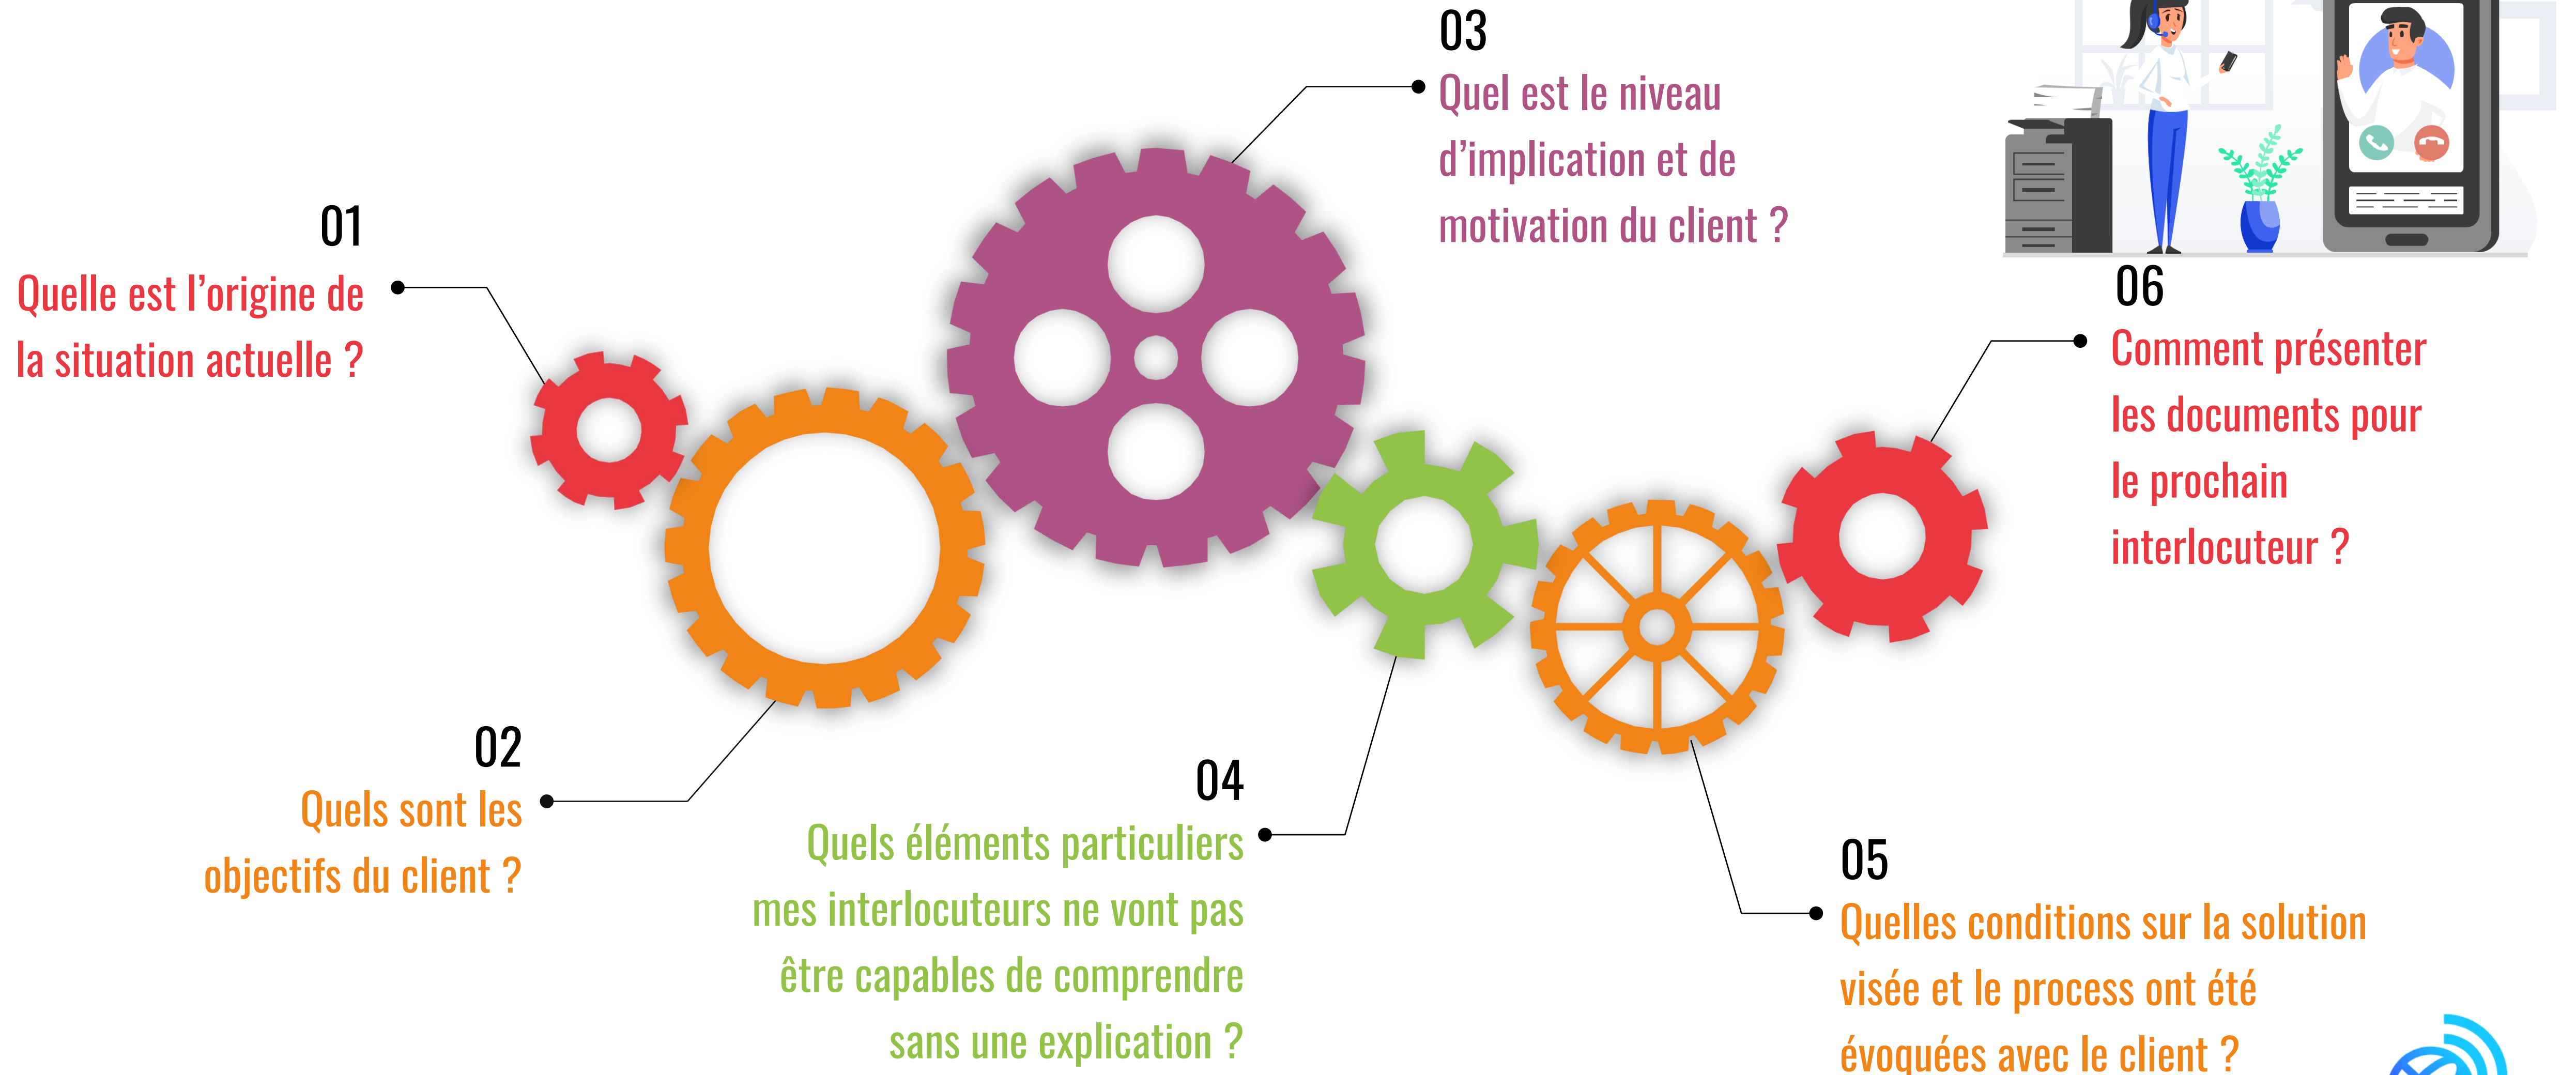 01
Quelle est l’origine de
la situation actuelle ?
02
Quels sont les
objectifs du client ?
03
Quel est le niveau
d’implication et de
motivation du client ?
04
Quels éléments particuliers
mes interlocuteurs ne vont pas
être capables de comprendre
sans une explication ?
05
Quelles conditions sur la solution
visée et le process ont été
évoquées avec le client ?
06
Comment présenter
les documents pour
le prochain
interlocuteur ?